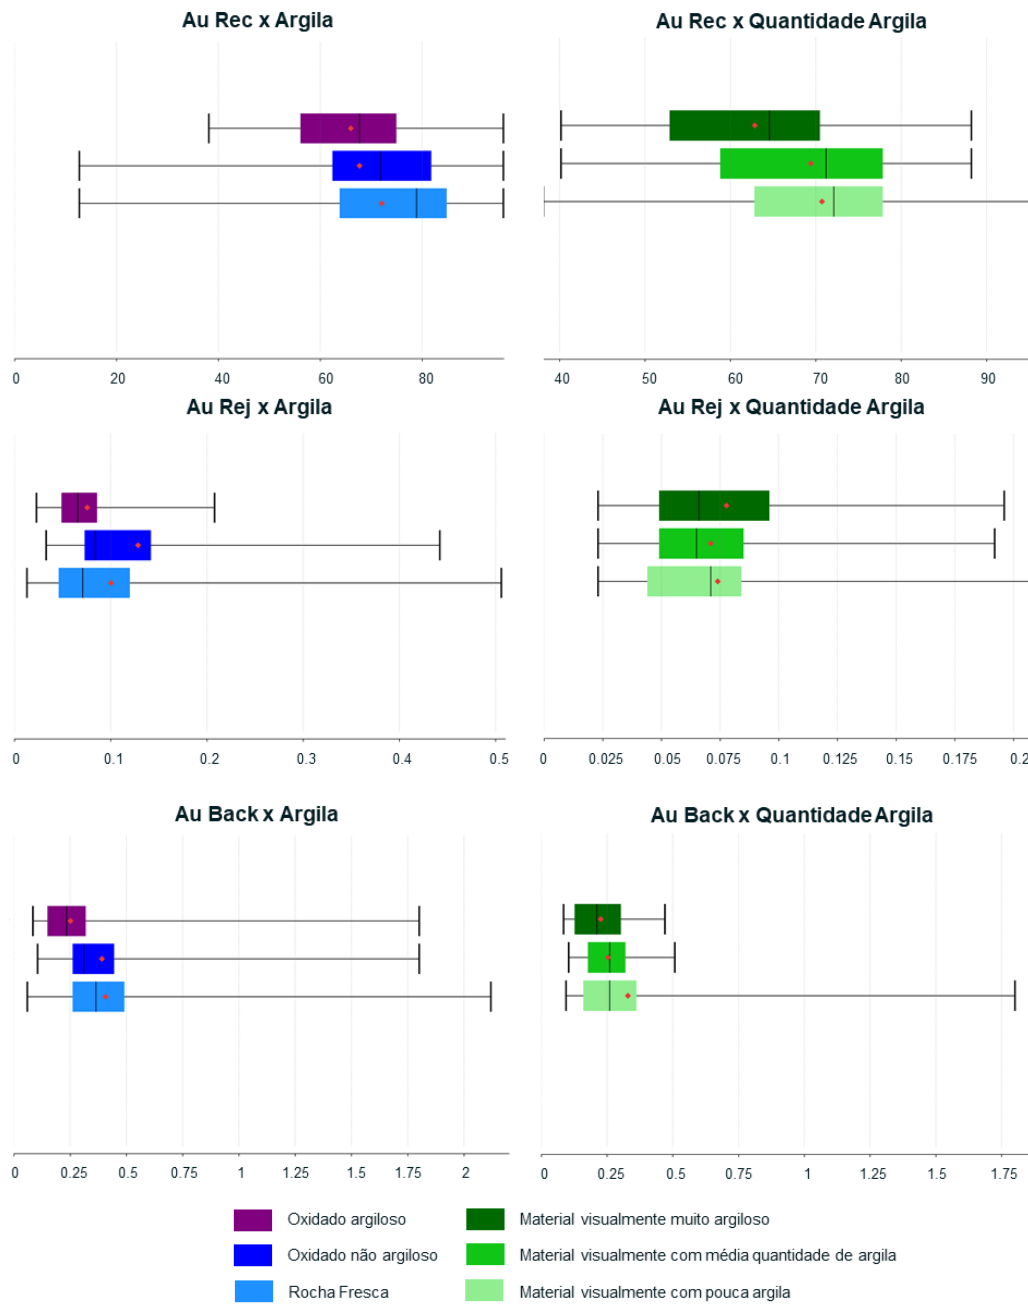 Au Rec x Argila
Au Rec x Quantidade Argila
0 20 40 60 80
40 50 60 70 80 90
Au Rej x Argila
Au Rej x Quantidade Argila
0 0.1 0.2 0.3 0.4 0.5
0 0.025 0.05 0.075 0.1 0.125 0.15 0.175 0.2
Au Back x Argila
Au Back x Quantidade Argila
0 0.25 0.5 0.75 1 1.25 1.5 1.75 2
0 0.25 0.5 0.75 1 1.25 1.5 1.75
Oxidado argiloso
Material visualmente muito argiloso
Oxidado não argiloso
Material visualmente com média quantidade de argila
Rocha Fresca
Material visualmente com pouca argila